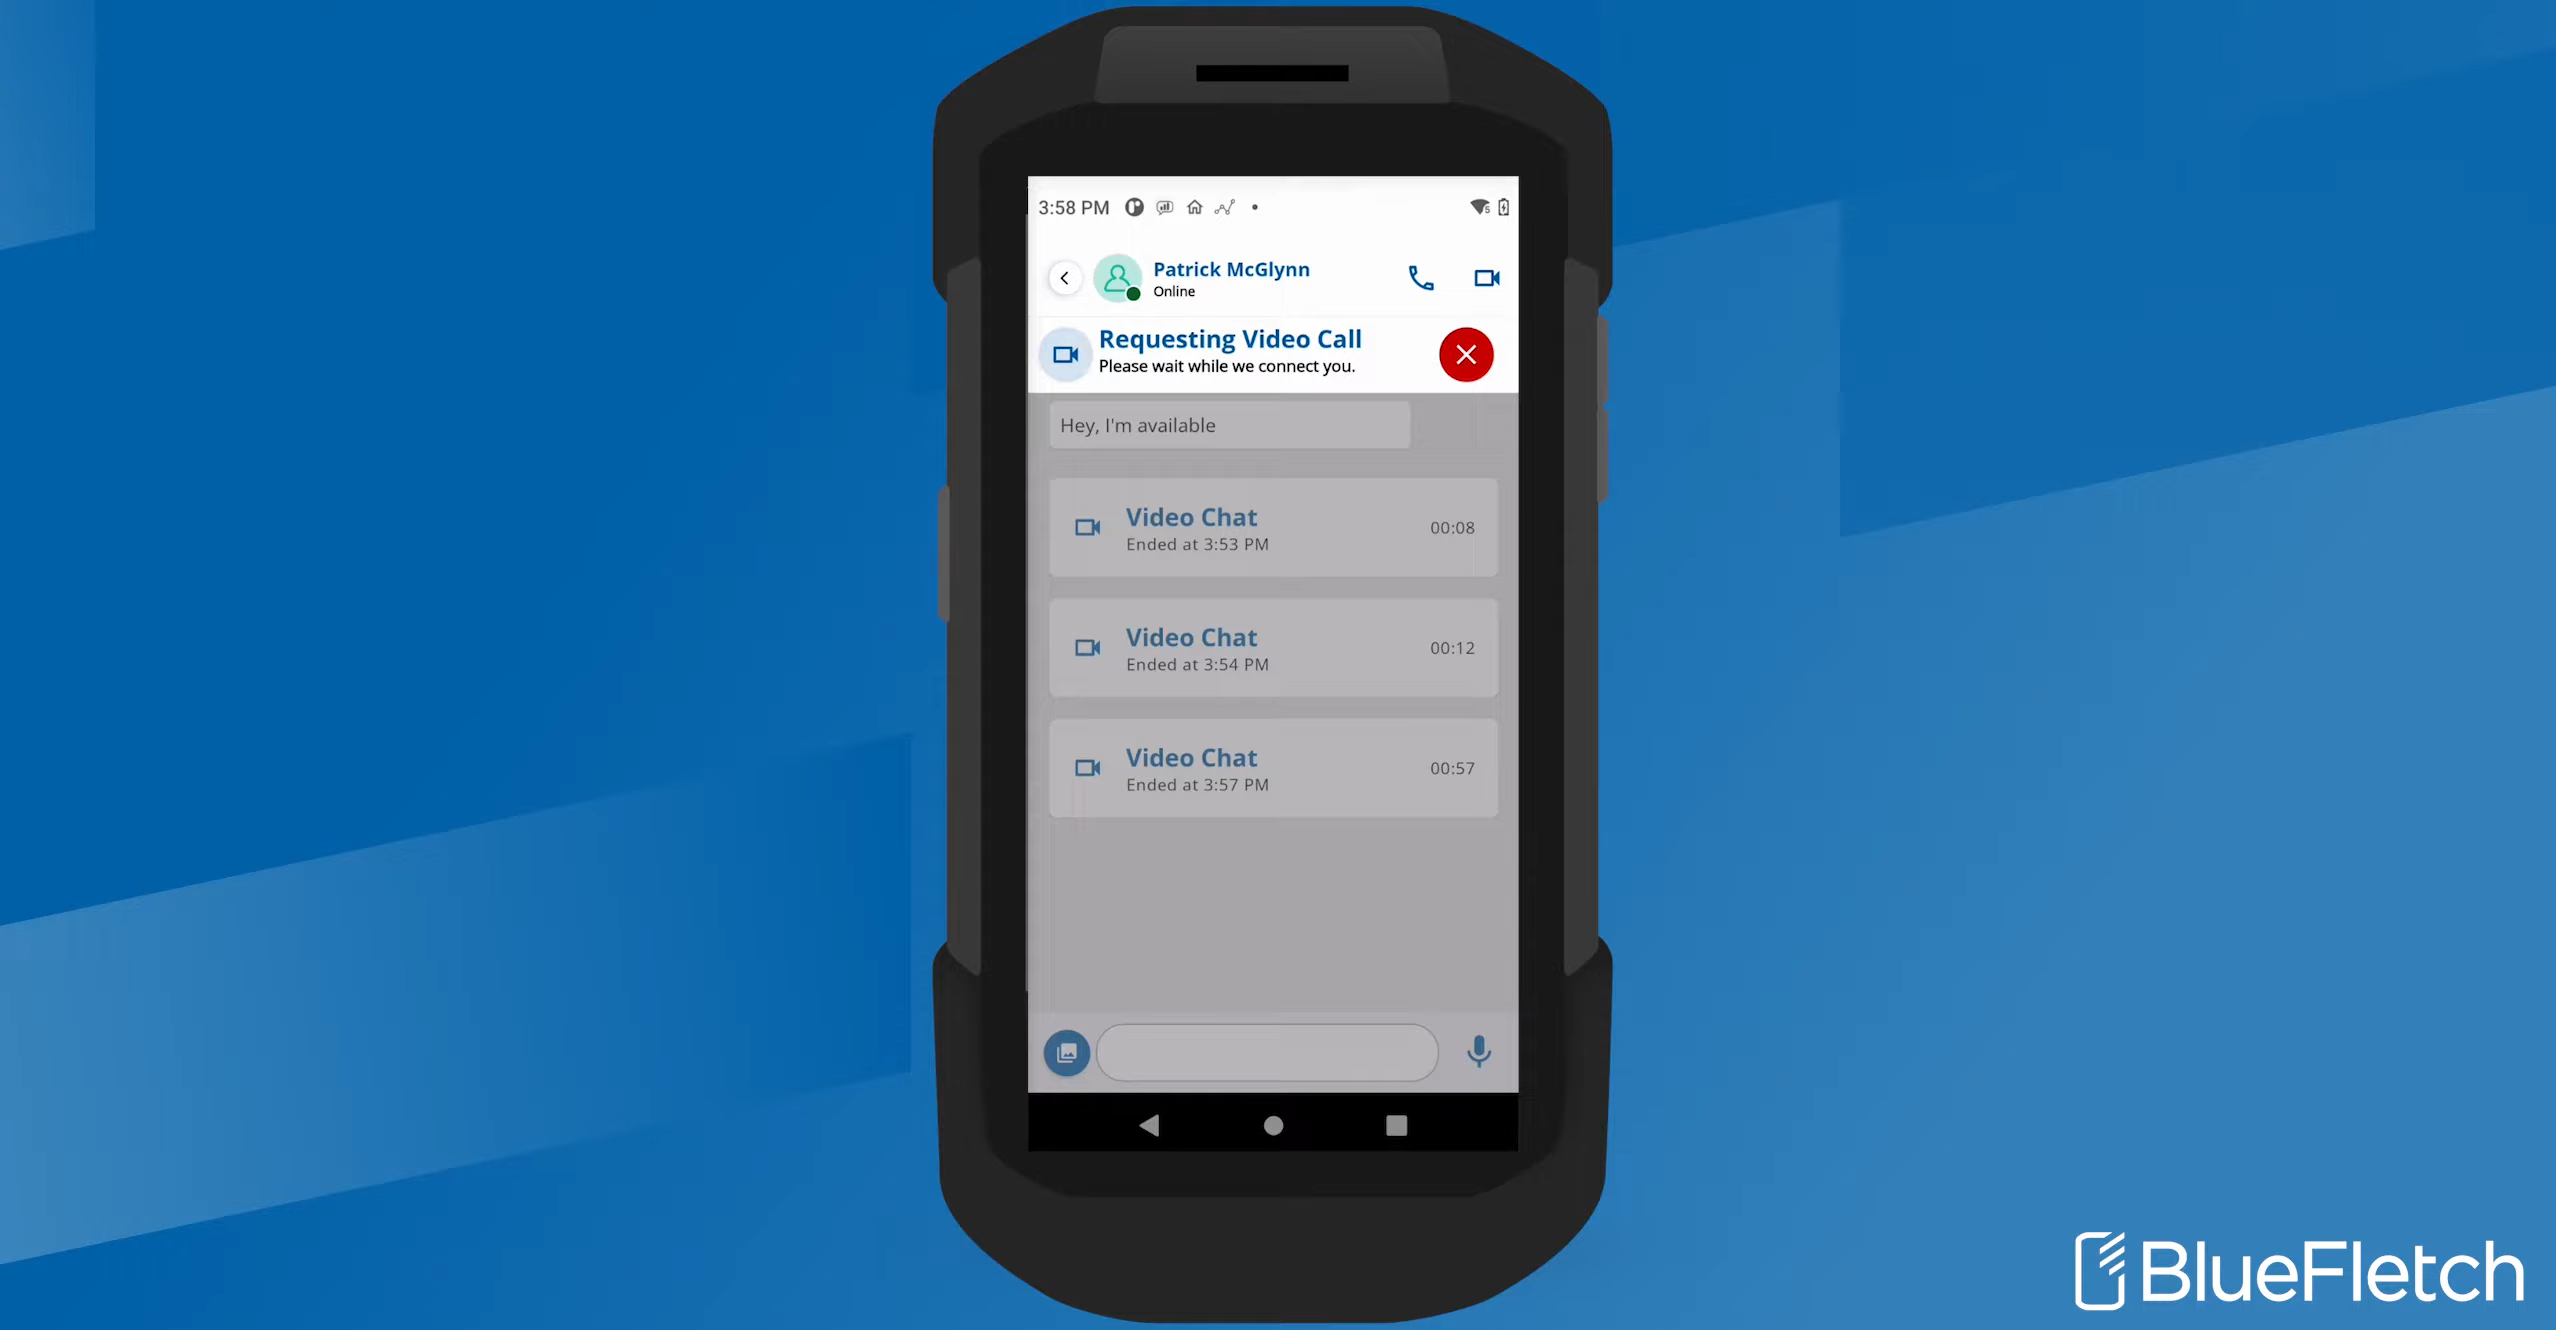 3:58 PM
5
Patrick McGlynn
Online
Requesting Video Call
Please wait while we connect you.
Hey, I'm available
Video Chat
Ended at 3:53 PM
00:08
Video Chat
Ended at 3:54 PM
00:12
Video Chat
Ended at 3:57 PM
00:57
BlueFletch